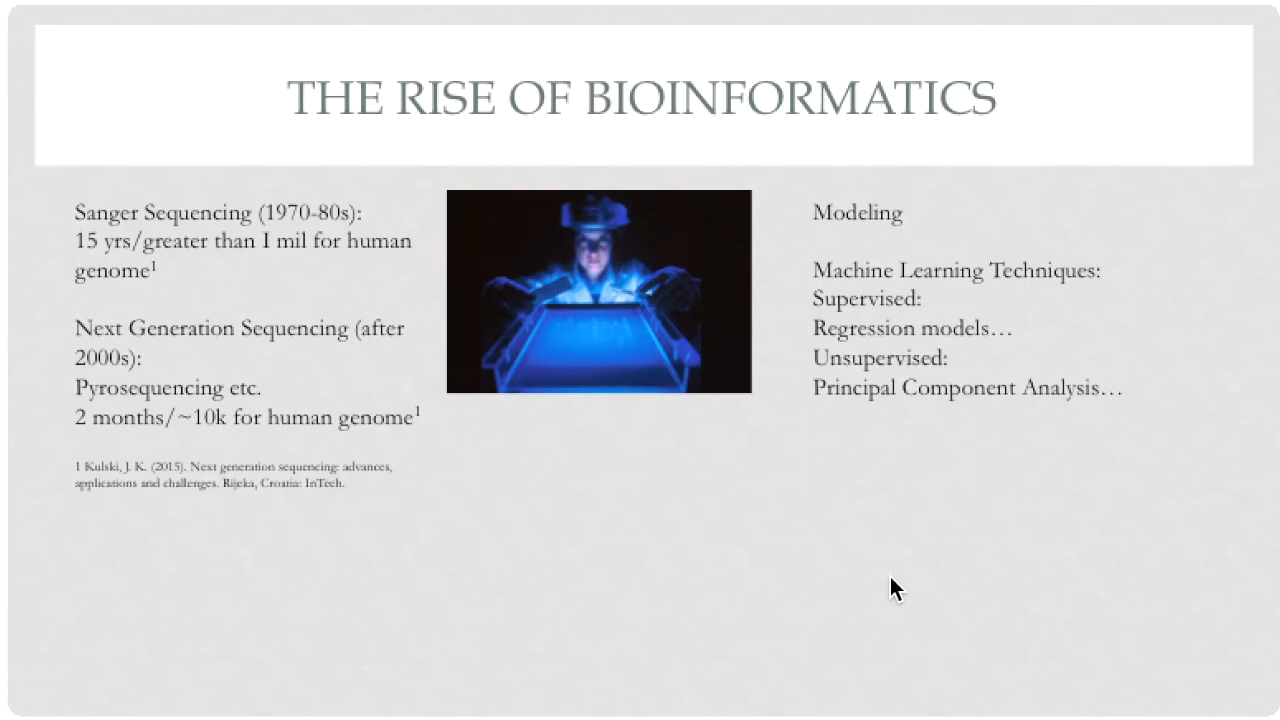 THE RISE OF BIOINFORMATICS
Sanger Sequencing (1970-80s):
15 yrs/greater than 1 mil for human
genome1
Next Generation Sequencing (after
2000s):
Pyrosequencing etc.
2 months/~10k for human genome1
1 Kulski, J. K. (2015). Next generation sequencing: advances,
applications and challenges. Rijeka, Croatia: InTech.
Modeling
Machine Learning Techniques:
Supervised:
Regression models…
Unsupervised:
Principal Component Analysis…